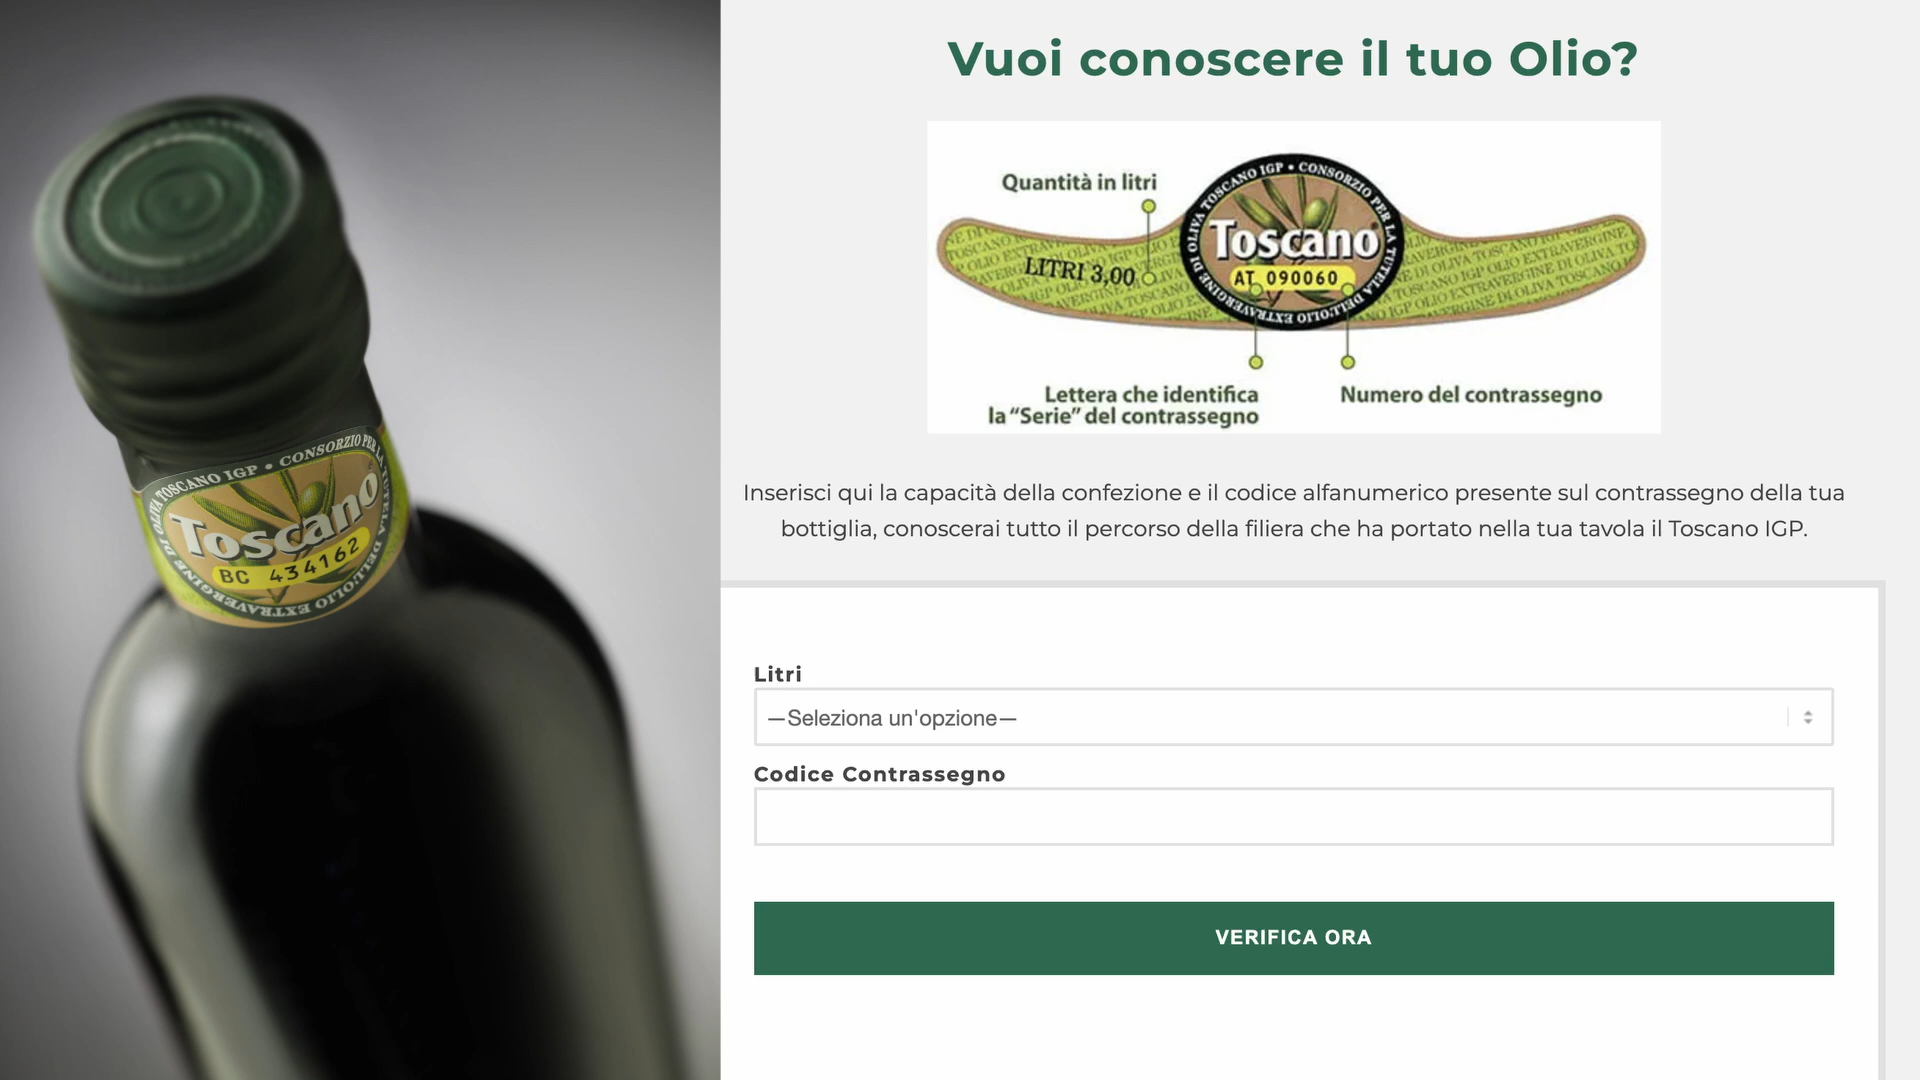 Vuoi conoscere il tuo Olio?
Quantità in litri
LITRI 3,00
OLIVA TOSCANO IGP • CONSORZIO PER LA TUTELA DELL'OLIO EXTRAVERGINE DI
Toscano
AT 090060
Lettera che identifica
la "Serie" del contrassegno
Numero del contrassegno
OLIVA TOSCANO IGP • CONSORZIO PER LA TUTELA DELL'OLIO EXTRAVERGINE DI
Toscano
BC 434162
Inserisci qui la capacità della confezione e il codice alfanumerico presente sul contrassegno della tua
bottiglia, conoscerai tutto il percorso della filiera che ha portato nella tua tavola il Toscano IGP.
Litri
—Seleziona un'opzione—
Codice Contrassegno
VERIFICA ORA